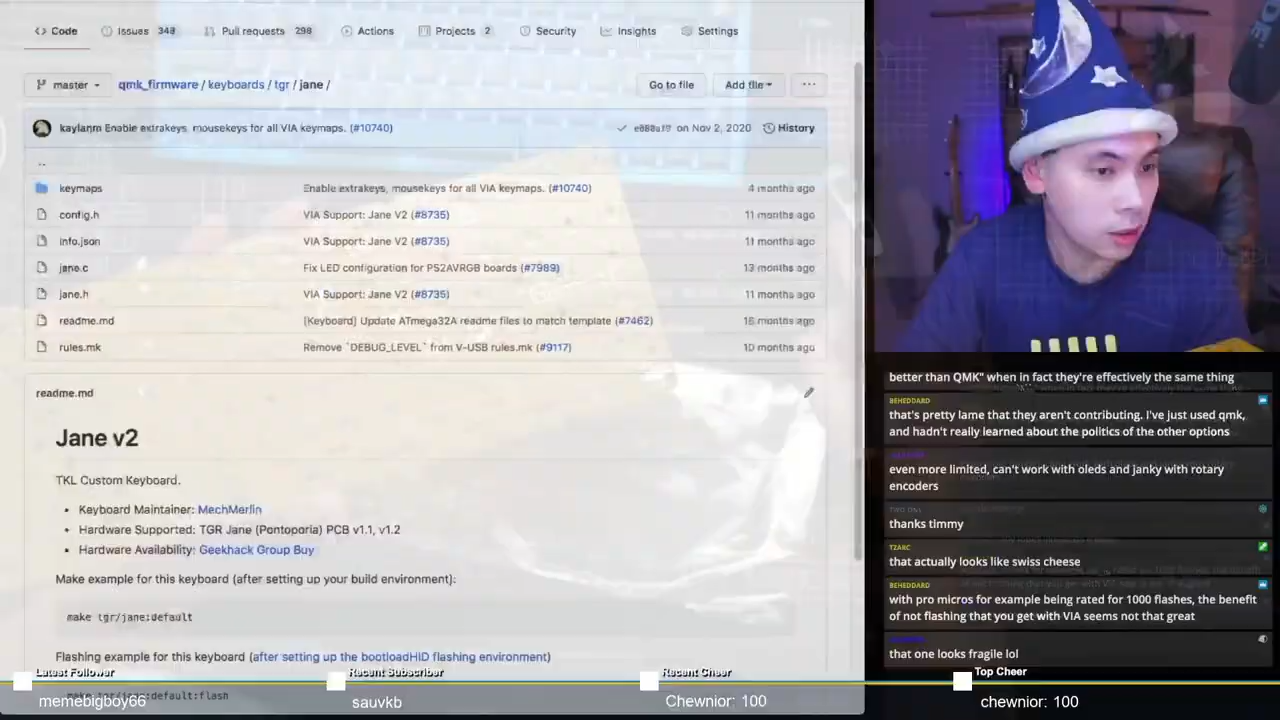 Code Issues 348 Pull requests 298 Actions Projects 2 Security Insights Settings
master qmk_firmware / keyboards / tgr / jane / Go to file Add file ...
kaylanm Enable extrakeys, mousekeys for all VIA keymaps. (#10740) on Nov 2, 2020 History
..
keymaps Enable extrakeys, mousekeys for all VIA keymaps. (#10740) 4 months ago
config.h VIA Support: Jane V2 (#8735) 11 months ago
info.json VIA Support: Jane V2 (#8735) 11 months ago
jane.c Fix LED configuration for PS2AVRGB boards (#7989) 13 months ago
jane.h VIA Support: Jane V2 (#8735) 11 months ago
readme.md [Keyboard] Update ATmega32A readme files to match template (#7462) 16 months ago
rules.mk Remove `DEBUG_LEVEL` from V-USB rules.mk (#9117) 10 months ago
readme.md
Jane v2
TKL Custom Keyboard.
Keyboard Maintainer: MechMerlin
Hardware Supported: TGR Jane (Pontoporia) PCB v1.1, v1.2
Hardware Availability: Geekhack Group Buy
Make example for this keyboard (after setting up your build environment):
make tgr/jane:default
Flashing example for this keyboard (after setting up the bootloadHID flashing environment)
make tgr/jane:default:flash
better than QMK" when in fact they're effectively the same thing
BEHEDDARD
that's pretty lame that they aren't contributing. I've just used qmk,
and hadn't really learned about the politics of the other options
even more limited, can't work with oleds and janky with rotary
encoders
thanks timmy
TZARC
that actually looks like swiss cheese
BEHEDDARD
with pro micros for example being rated for 1000 flashes, the benefit
of not flashing that you get with VIA seems not that great
that one looks fragile lol
Latest Follower Recent Subscriber Recent Cheer Top Cheer
memebigboy66 sauvkb Chewnior: 100 chewnior: 100